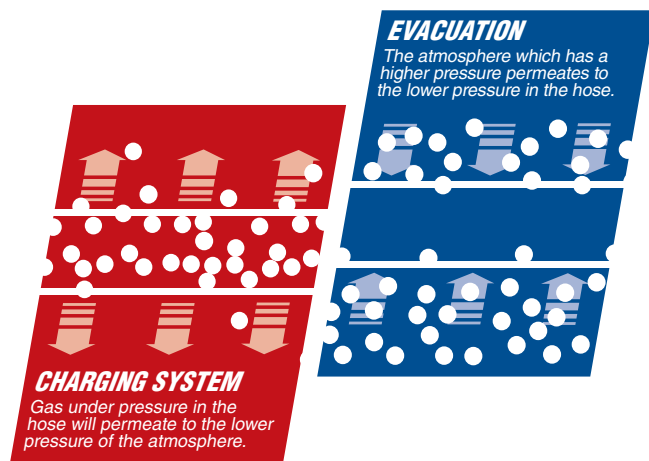 EVACUATION
The atmosphere which has a
higher pressure permeates to
the lower pressure in the hose.
CHARGING SYSTEM
Gas under pressure in the
hose will permeate to the lower
pressure of the atmosphere.